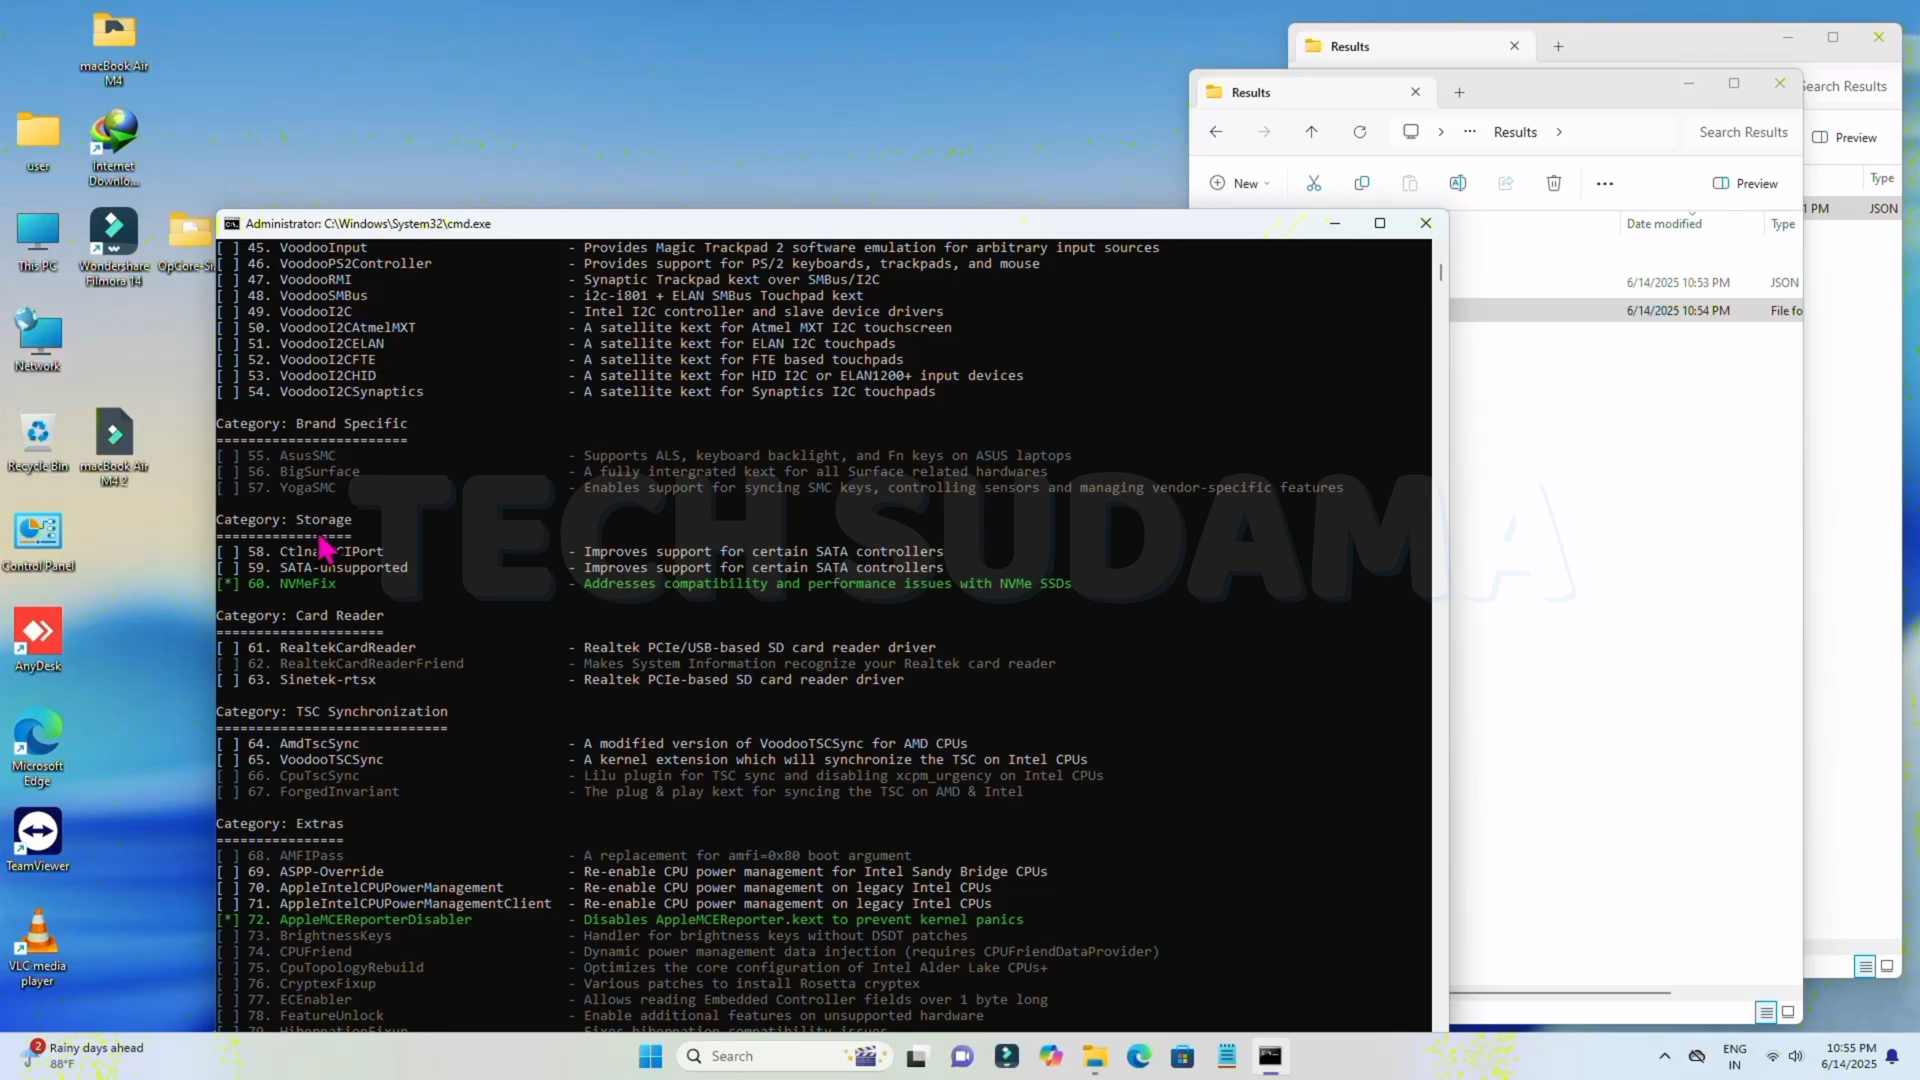 macBook Air
M4
user
Internet
Downlo...
This PC
Wondershare
Filmora 14
OpCore-Si
Network
Recycle Bin
macBook Air
M4 2
Control Panel
AnyDesk
Microsoft
Edge
TeamViewer
VLC media
player
Results
Search Results
Preview
Type
1 PM
JSON
Results
Results
Search Results
New
Preview
Date modified
Type
6/14/2025 10:53 PM
JSON
6/14/2025 10:54 PM
File fo
Administrator: C:\Windows\System32\cmd.exe
[ ] 45. VoodooInput - Provides Magic Trackpad 2 software emulation for arbitrary input sources
[ ] 46. VoodooPS2Controller - Provides support for PS/2 keyboards, trackpads, and mouse
[ ] 47. VoodooRMI - Synaptic Trackpad kext over SMBus/I2C
[ ] 48. VoodooSMBus - i2c-i801 + ELAN SMBus Touchpad kext
[ ] 49. VoodooI2C - Intel I2C controller and slave device drivers
[ ] 50. VoodooI2CAtmelMXT - A satellite kext for Atmel MXT I2C touchscreen
[ ] 51. VoodooI2CELAN - A satellite kext for ELAN I2C touchpads
[ ] 52. VoodooI2CFTE - A satellite kext for FTE based touchpads
[ ] 53. VoodooI2CHID - A satellite kext for HID I2C or ELAN1200+ input devices
[ ] 54. VoodooI2CSynaptics - A satellite kext for Synaptics I2C touchpads
Category: Brand Specific
========================
[ ] 55. AsusSMC - Supports ALS, keyboard backlight, and Fn keys on ASUS laptops
[ ] 56. BigSurface - A fully intergrated kext for all Surface related hardwares
[ ] 57. YogaSMC - Enables support for syncing SMC keys, controlling sensors and managing vendor-specific features
TECH SUDAMA
Category: Storage
=================
[ ] 58. CtlnaIPort - Improves support for certain SATA controllers
[ ] 59. SATA-unsupported - Improves support for certain SATA controllers
[*] 60. NVMeFix - Addresses compatibility and performance issues with NVMe SSDs
Category: Card Reader
=====================
[ ] 61. RealtekCardReader - Realtek PCIe/USB-based SD card reader driver
[ ] 62. RealtekCardReaderFriend - Makes System Information recognize your Realtek card reader
[ ] 63. Sinetek-rtsx - Realtek PCIe-based SD card reader driver
Category: TSC Synchronization
=============================
[ ] 64. AmdTscSync - A modified version of VoodooTSCSync for AMD CPUs
[ ] 65. VoodooTSCSync - A kernel extension which will synchronize the TSC on Intel CPUs
[ ] 66. CpuTscSync - Lilu plugin for TSC sync and disabling xcpm_urgency on Intel CPUs
[ ] 67. ForgedInvariant - The plug & play kext for syncing the TSC on AMD & Intel
Category: Extras
================
[ ] 68. AMFIPass - A replacement for amfi=0x80 boot argument
[ ] 69. ASPP-Override - Re-enable CPU power management for Intel Sandy Bridge CPUs
[ ] 70. AppleIntelCPUPowerManagement - Re-enable CPU power management on legacy Intel CPUs
[ ] 71. AppleIntelCPUPowerManagementClient - Re-enable CPU power management on legacy Intel CPUs
[*] 72. AppleMCEReporterDisabler - Disables AppleMCEReporter.kext to prevent kernel panics
[ ] 73. BrightnessKeys - Handler for brightness keys without DSDT patches
[ ] 74. CPUFriend - Dynamic power management data injection (requires CPUFriendDataProvider)
[ ] 75. CpuTopologyRebuild - Optimizes the core configuration of Intel Alder Lake CPUs+
[ ] 76. CryptexFixup - Various patches to install Rosetta cryptex
[ ] 77. ECEnabler - Allows reading Embedded Controller fields over 1 byte long
[ ] 78. FeatureUnlock - Enable additional features on unsupported hardware
[ ] 79. HibernationFixup - Fixes hibernation compatibility issues
2
Rainy days ahead
88°F
Search
ENG
IN
10:55 PM
6/14/2025